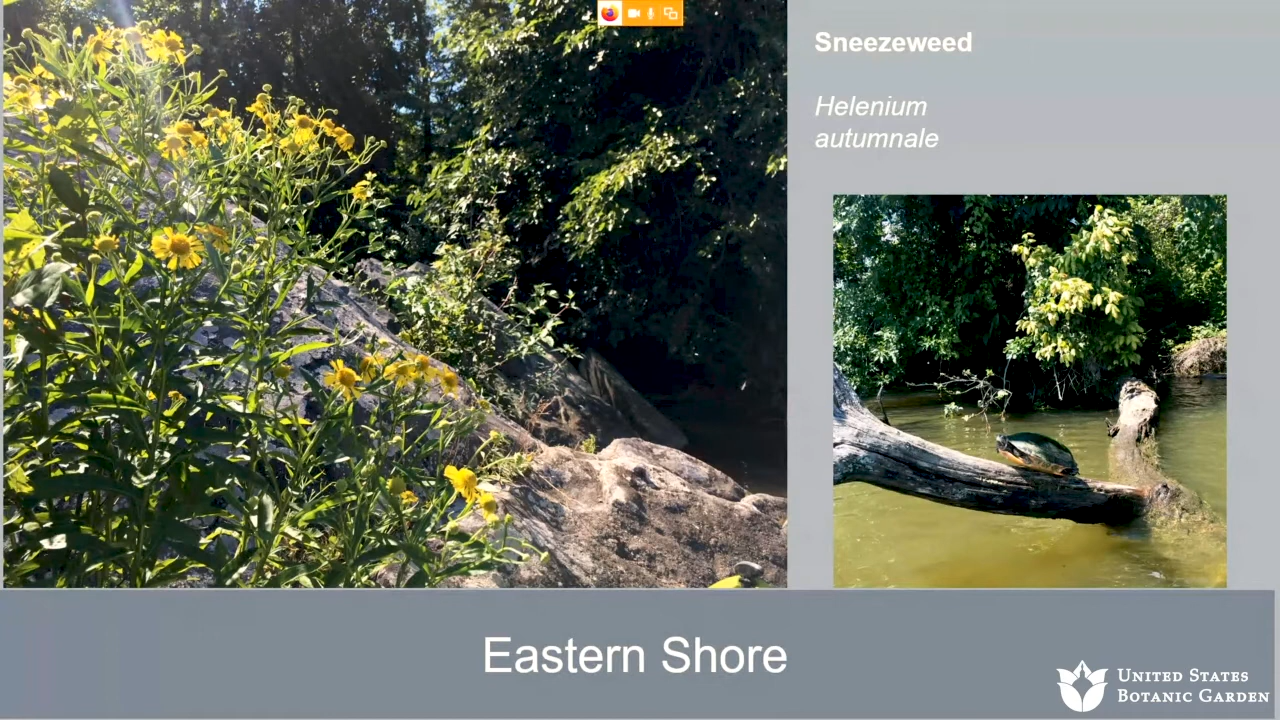 Sneezeweed
Helenium
autumnale
Eastern Shore
United States
Botanic Garden